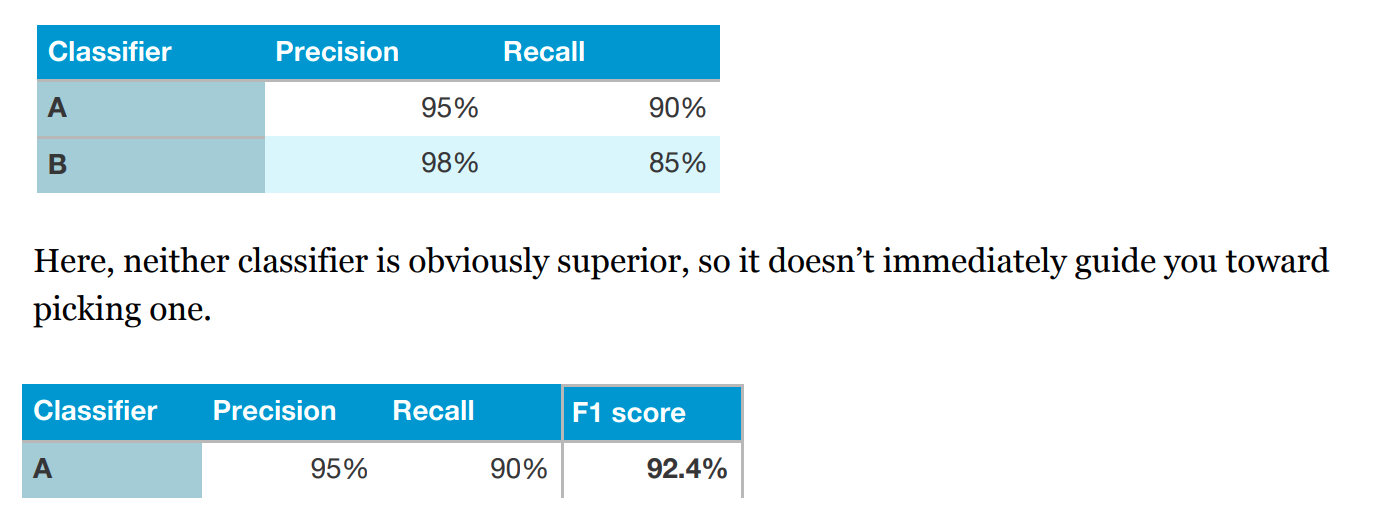 Classifier Precision Recall
A 95% 90%
B 98% 85%
Here, neither classifier is obviously superior, so it doesn’t immediately guide you toward
picking one.
Classifier Precision Recall F1 score
A 95% 90% 92.4%